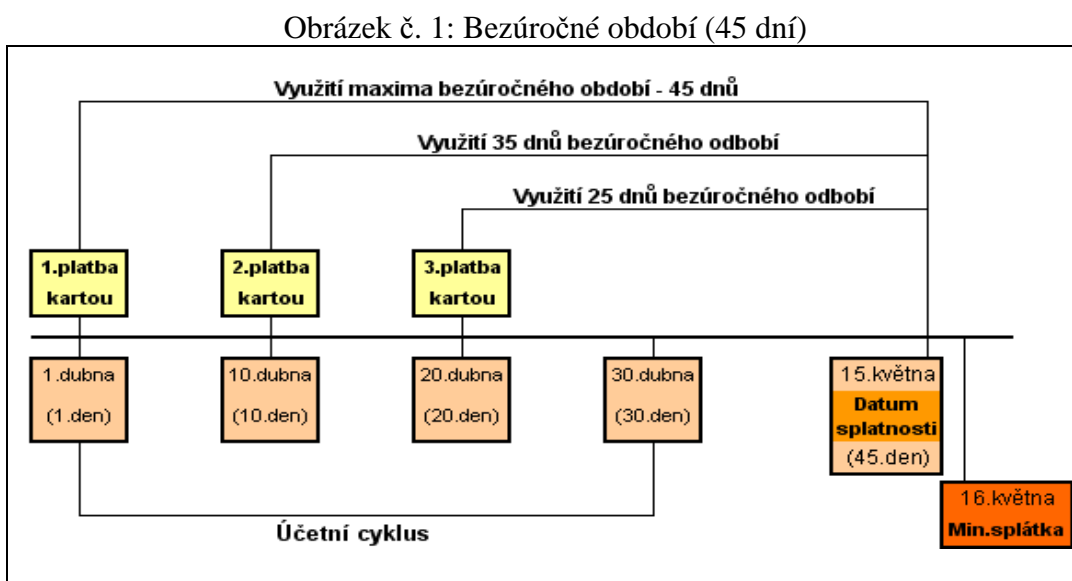 Obrázek č. 1: Bezúročné období (45 dní)
Využití maxima bezúročného období - 45 dnů
Využití 35 dnů bezúročného odbobí
Využití 25 dnů bezúročného odbobí
1.platba
kartou
2.platba
kartou
3.platba
kartou
1.dubna
(1.den)
10.dubna
(10.den)
20.dubna
(20.den)
30.dubna
(30.den)
15.května
Datum
splatnosti
(45.den)
16.května
Min.splátka
Účetní cyklus